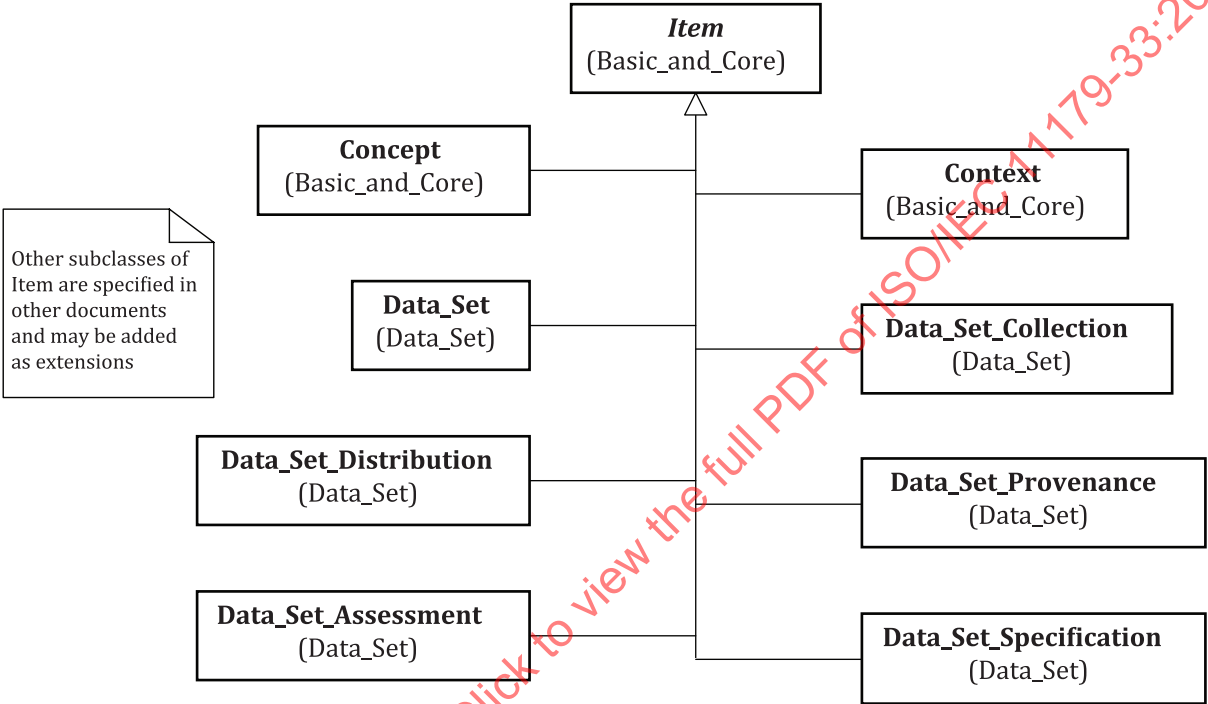 Item
(Basic_and_Core)
Concept
(Basic_and_Core)
Context
(Basic_and_Core)
Other subclasses of
Item are specified in
other documents
and may be added
as extensions
Data_Set
(Data_Set)
Data_Set_Collection
(Data_Set)
Data_Set_Distribution
(Data_Set)
Data_Set_Provenance
(Data_Set)
Data_Set_Assessment
(Data_Set)
Data_Set_Specification
(Data_Set)
to view the full PDF of ISO/IEC 11179-33:20